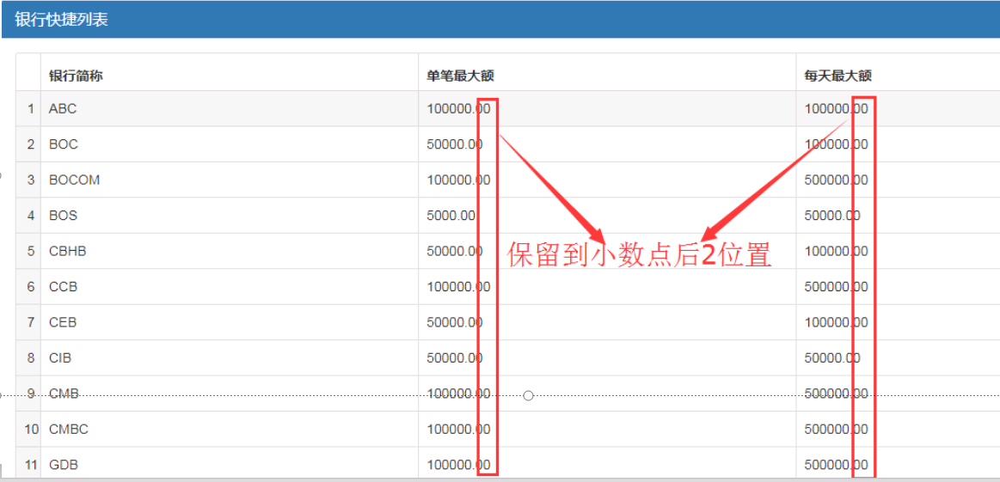 银行快捷列表
银行简称 单笔最大额 每天最大额
1 ABC 100000.00 100000.00
2 BOC 50000.00 100000.00
3 BOCOM 100000.00 500000.00
4 BOS 5000.00 50000.00
5 CBHB 50000.00 100000.00
保留到小数点后2位置
6 CCB 100000.00 500000.00
7 CEB 50000.00 100000.00
8 CIB 50000.00 50000.00
9 CMB 100000.00 500000.00
10 CMBC 100000.00 500000.00
11 GDB 100000.00 500000.00